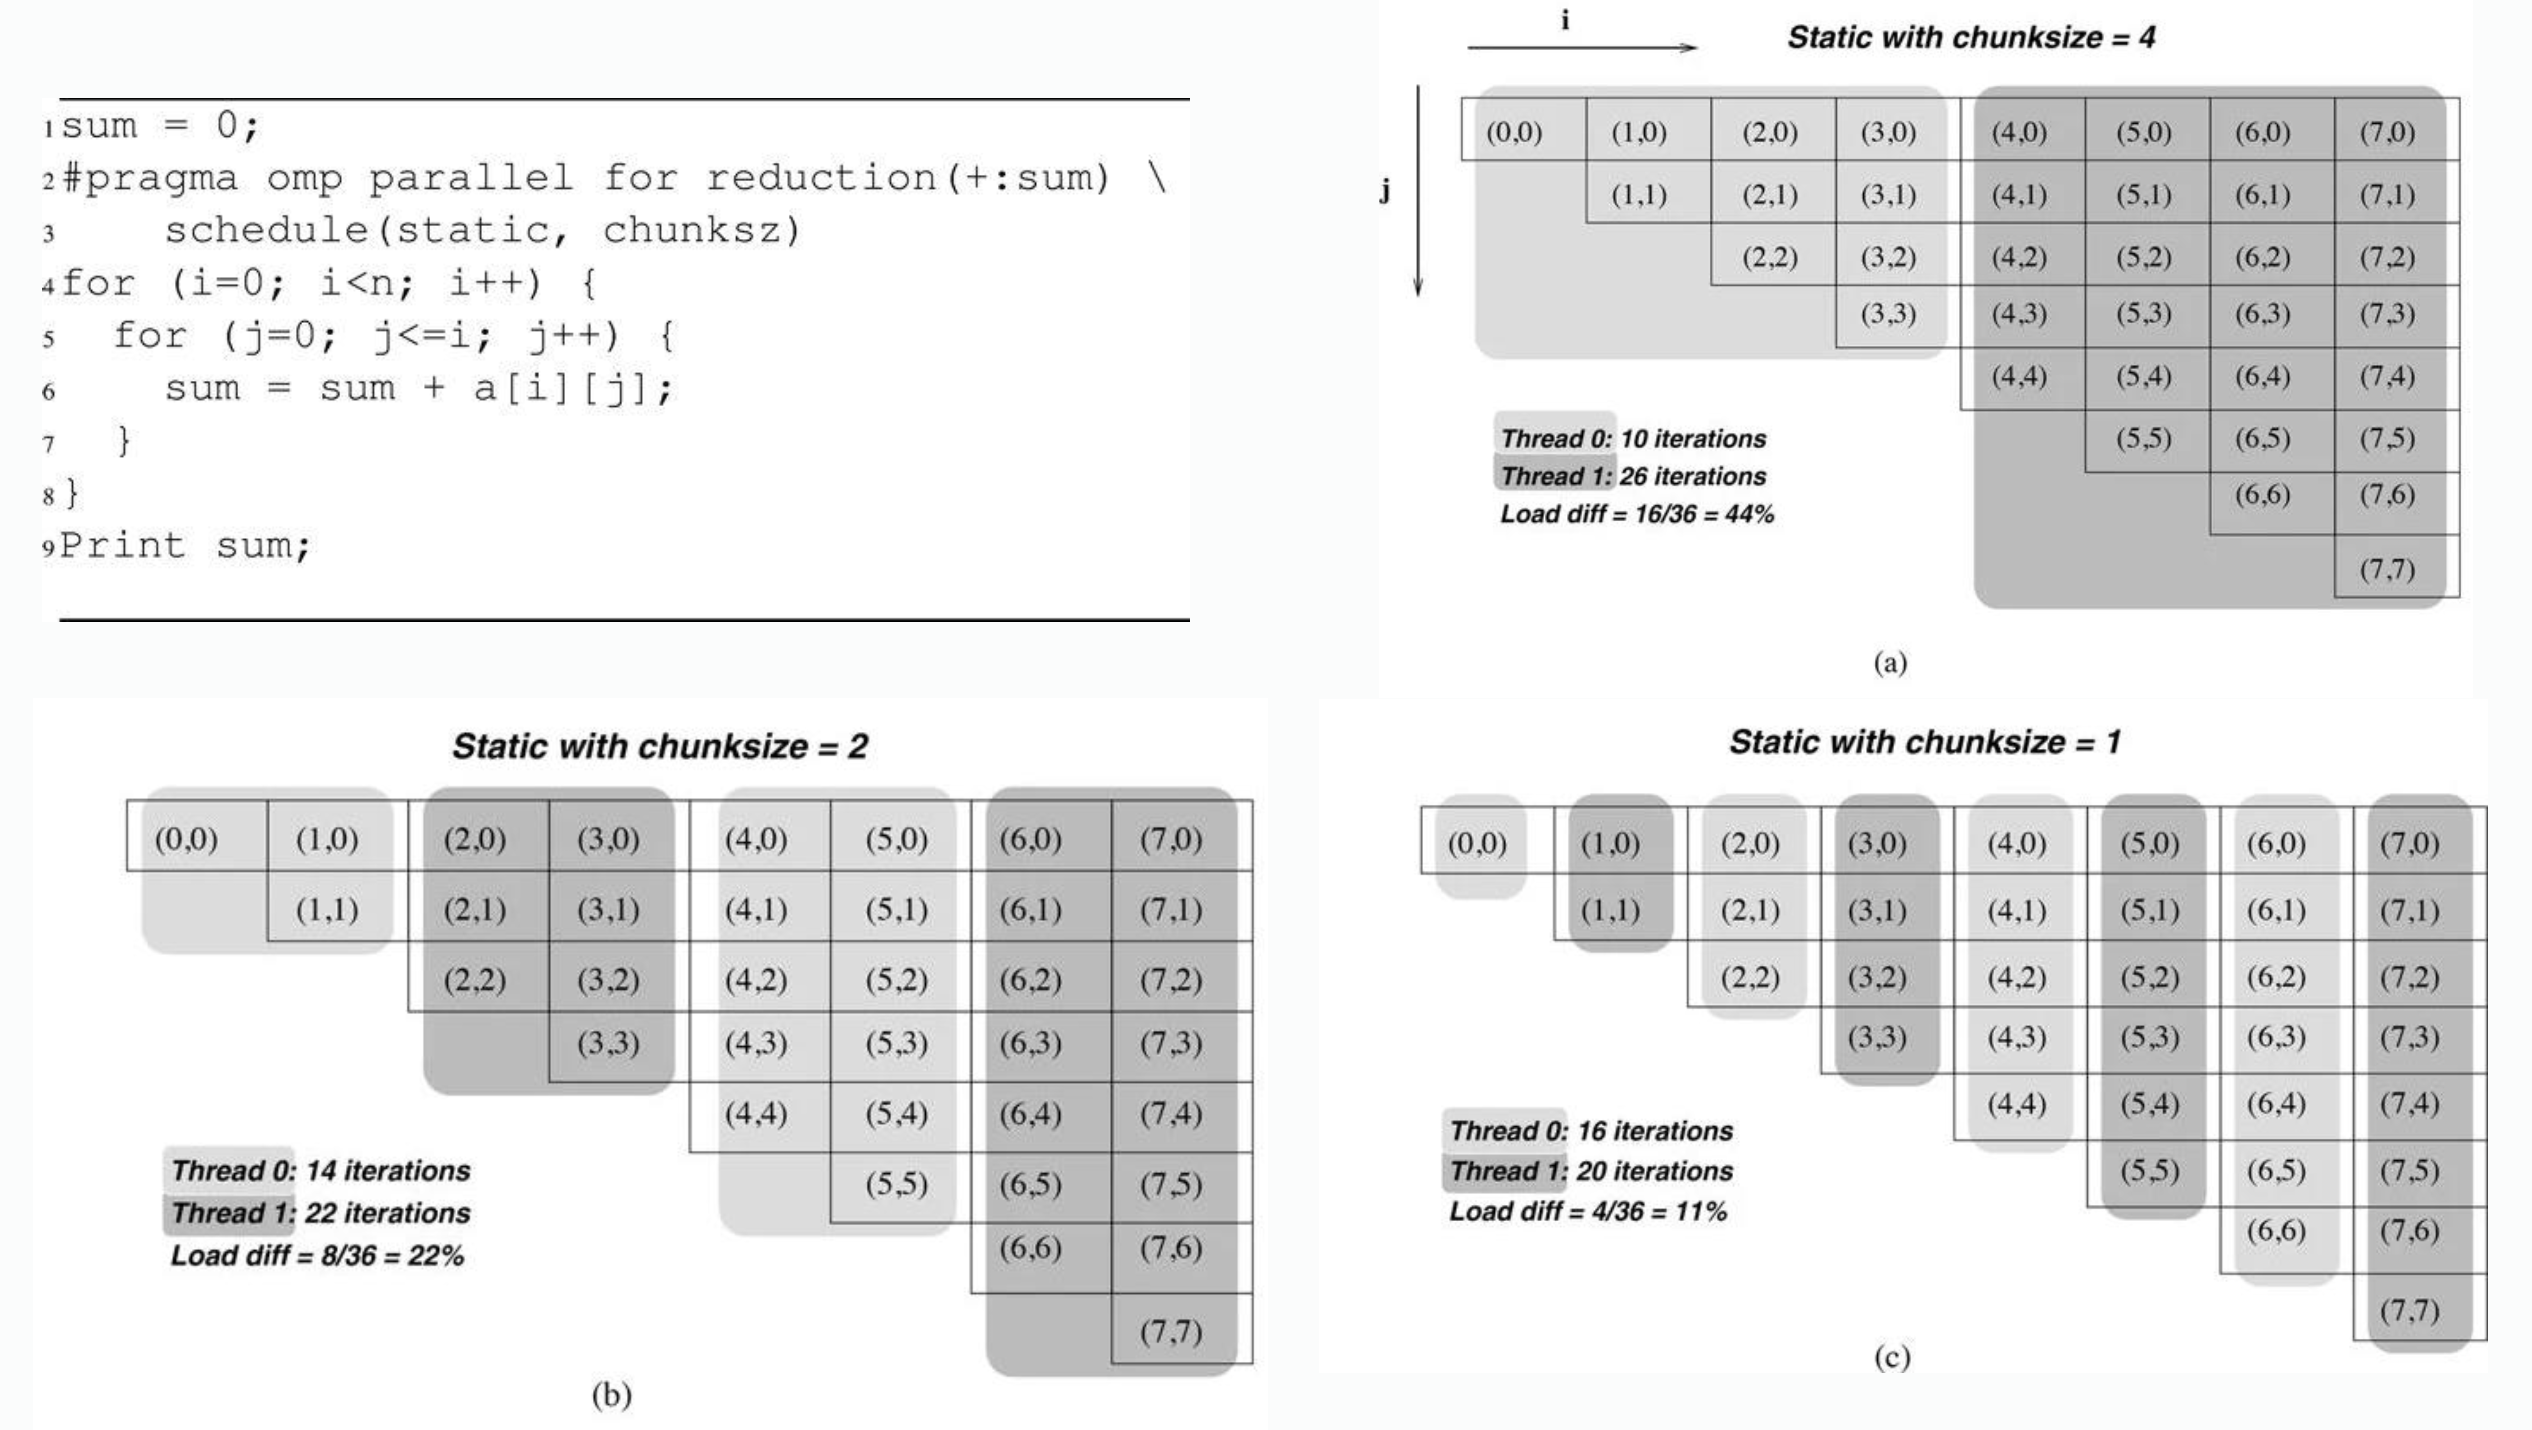 1 sum = 0;
2 #pragma omp parallel for reduction(+:sum) \
3 schedule(static, chunksz)
4 for (i=0; i<n; i++) {
5 for (j=0; j<=i; j++) {
6 sum = sum + a[i][j];
7 }
8 }
9 Print sum;
i
Static with chunksize = 4
j
(0,0) (1,0) (2,0) (3,0) (4,0) (5,0) (6,0) (7,0)
(1,1) (2,1) (3,1) (4,1) (5,1) (6,1) (7,1)
(2,2) (3,2) (4,2) (5,2) (6,2) (7,2)
(3,3) (4,3) (5,3) (6,3) (7,3)
(4,4) (5,4) (6,4) (7,4)
(5,5) (6,5) (7,5)
(6,6) (7,6)
(7,7)
Thread 0: 10 iterations
Thread 1: 26 iterations
Load diff = 16/36 = 44%
(a)
Static with chunksize = 2
(0,0) (1,0) (2,0) (3,0) (4,0) (5,0) (6,0) (7,0)
(1,1) (2,1) (3,1) (4,1) (5,1) (6,1) (7,1)
(2,2) (3,2) (4,2) (5,2) (6,2) (7,2)
(3,3) (4,3) (5,3) (6,3) (7,3)
(4,4) (5,4) (6,4) (7,4)
(5,5) (6,5) (7,5)
(6,6) (7,6)
(7,7)
Thread 0: 14 iterations
Thread 1: 22 iterations
Load diff = 8/36 = 22%
(b)
Static with chunksize = 1
(0,0) (1,0) (2,0) (3,0) (4,0) (5,0) (6,0) (7,0)
(1,1) (2,1) (3,1) (4,1) (5,1) (6,1) (7,1)
(2,2) (3,2) (4,2) (5,2) (6,2) (7,2)
(3,3) (4,3) (5,3) (6,3) (7,3)
(4,4) (5,4) (6,4) (7,4)
(5,5) (6,5) (7,5)
(6,6) (7,6)
(7,7)
Thread 0: 16 iterations
Thread 1: 20 iterations
Load diff = 4/36 = 11%
(c)